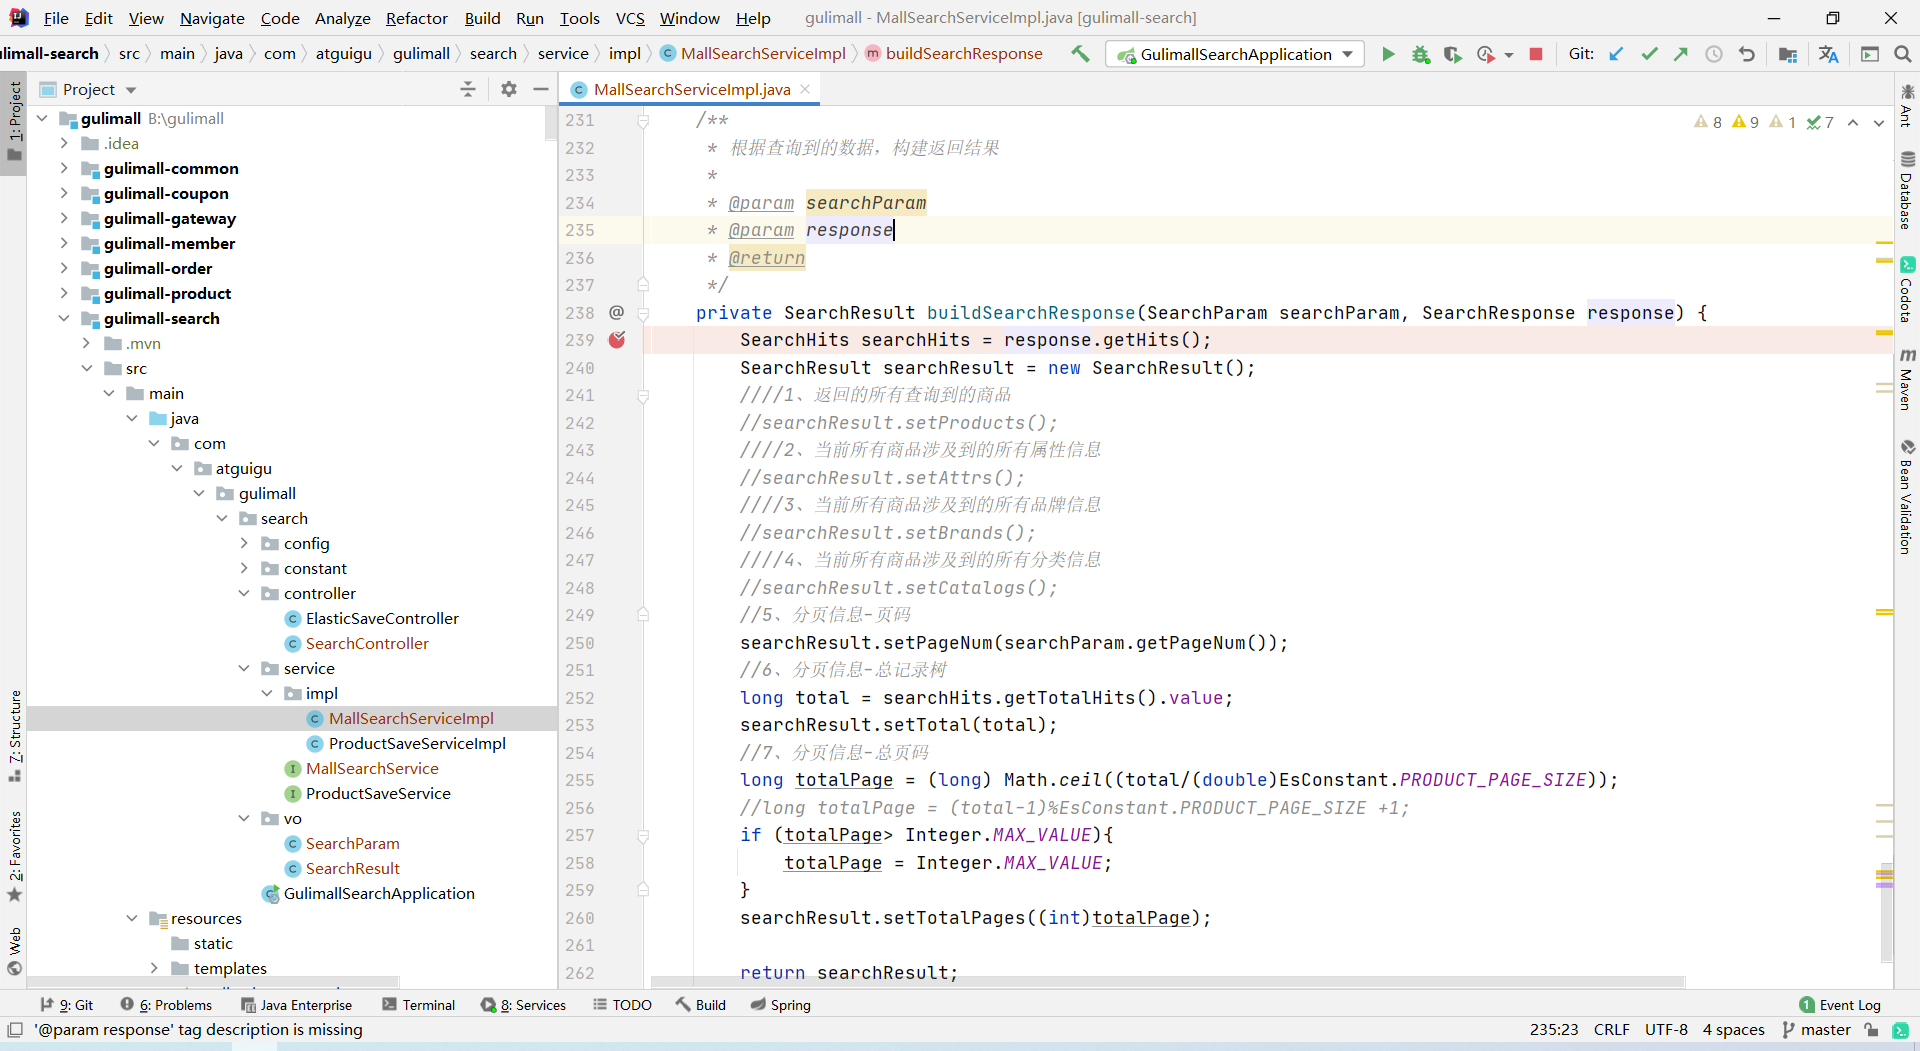 File Edit View Navigate Code Analyze Refactor Build Run Tools VCS Window Help gulimall - MallSearchServiceImpl.java [gulimall-search]
ulimall-search src main java com atguigu gulimall search service impl MallSearchServiceImpl buildSearchResponse GulimallSearchApplication Git:
Project
MallSearchServiceImpl.java
1: Project
7: Structure
2: Favorites
Web
gulimall B:\gulimall
.idea
gulimall-common
gulimall-coupon
gulimall-gateway
gulimall-member
gulimall-order
gulimall-product
gulimall-search
.mvn
src
main
java
com
atguigu
gulimall
search
config
constant
controller
ElasticSaveController
SearchController
service
impl
MallSearchServiceImpl
ProductSaveServiceImpl
MallSearchService
ProductSaveService
vo
SearchParam
SearchResult
GulimallSearchApplication
resources
static
templates
8 9 1 7
231 /**
232 * 根据查询到的数据，构建返回结果
233 *
234 * @param searchParam
235 * @param response
236 * @return
237 */
238 @ private SearchResult buildSearchResponse(SearchParam searchParam, SearchResponse response) {
239 SearchHits searchHits = response.getHits();
240 SearchResult searchResult = new SearchResult();
241 ////1、返回的所有查询到的商品
242 //searchResult.setProducts();
243 ////2、当前所有商品涉及到的所有属性信息
244 //searchResult.setAttrs();
245 ////3、当前所有商品涉及到的所有品牌信息
246 //searchResult.setBrands();
247 ////4、当前所有商品涉及到的所有分类信息
248 //searchResult.setCatalogs();
249 //5、分页信息-页码
250 searchResult.setPageNum(searchParam.getPageNum());
251 //6、分页信息-总记录树
252 long total = searchHits.getTotalHits().value;
253 searchResult.setTotal(total);
254 //7、分页信息-总页码
255 long totalPage = (long) Math.ceil((total/(double)EsConstant.PRODUCT_PAGE_SIZE));
256 //long totalPage = (total-1)%EsConstant.PRODUCT_PAGE_SIZE +1;
257 if (totalPage> Integer.MAX_VALUE){
258 totalPage = Integer.MAX_VALUE;
259 }
260 searchResult.setTotalPages((int)totalPage);
261
262 return searchResult;
Ant
Database
Codota
Maven
Bean Validation
9: Git 6: Problems Java Enterprise Terminal 8: Services TODO Build Spring 1 Event Log
'@param response' tag description is missing 235:23 CRLF UTF-8 4 spaces master